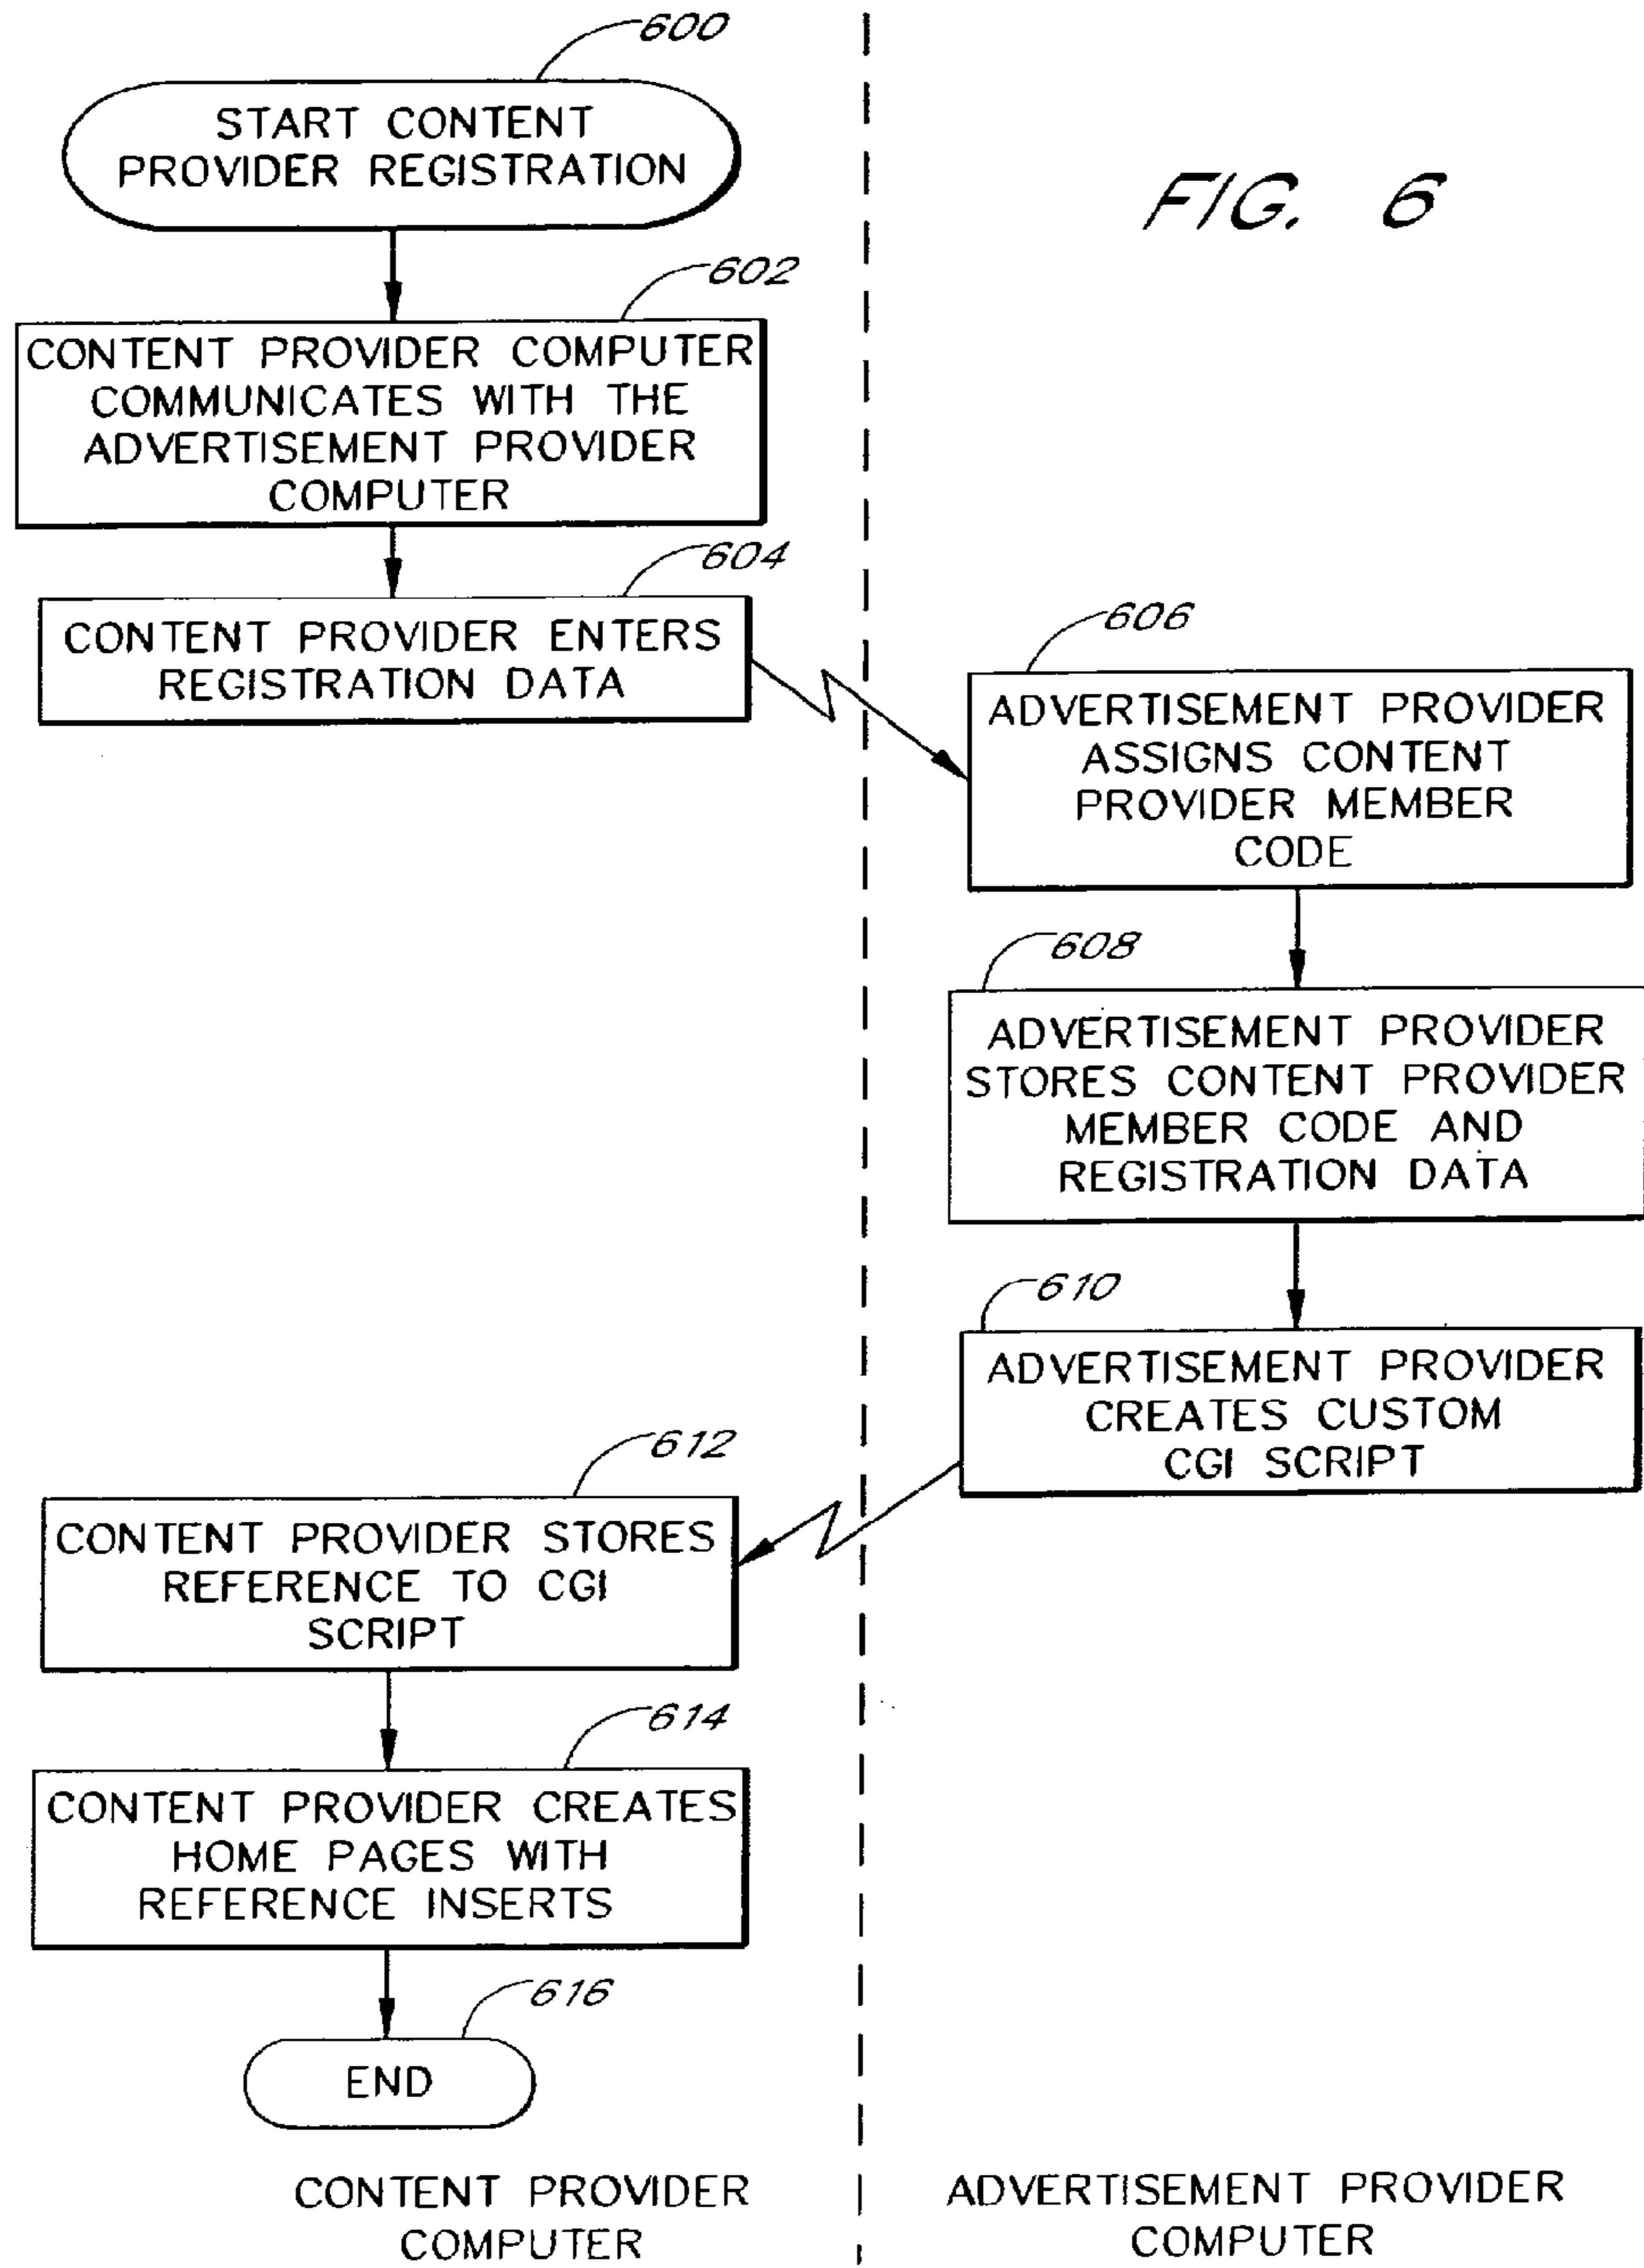 600
START CONTENT
PROVIDER REGISTRATION
FIG. 6
602
CONTENT PROVIDER COMPUTER
COMMUNICATES WITH THE
ADVERTISEMENT PROVIDER
COMPUTER
604
CONTENT PROVIDER ENTERS
REGISTRATION DATA
606
ADVERTISEMENT PROVIDER
ASSIGNS CONTENT
PROVIDER MEMBER
CODE
608
ADVERTISEMENT PROVIDER
STORES CONTENT PROVIDER
MEMBER CODE AND
REGISTRATION DATA
610
ADVERTISEMENT PROVIDER
CREATES CUSTOM
CGI SCRIPT
612
CONTENT PROVIDER STORES
REFERENCE TO CGI
SCRIPT
614
CONTENT PROVIDER CREATES
HOME PAGES WITH
REFERENCE INSERTS
616
END
CONTENT PROVIDER
COMPUTER
ADVERTISEMENT PROVIDER
COMPUTER